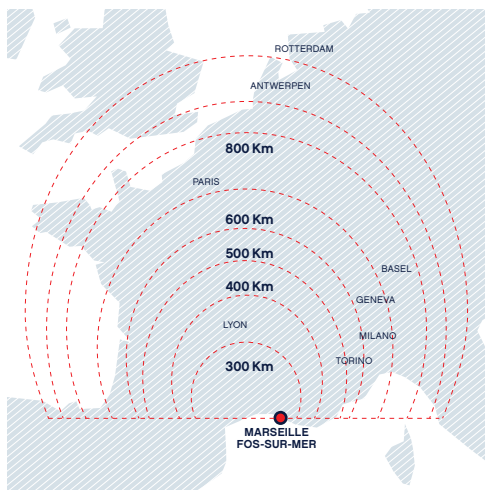 ROTTERDAM
ANTWERPEN
800 Km
PARIS
600 Km
500 Km
BASEL
400 Km
GENEVA
LYON
MILANO
TORINO
300 Km
MARSEILLE
FOS-SUR-MER